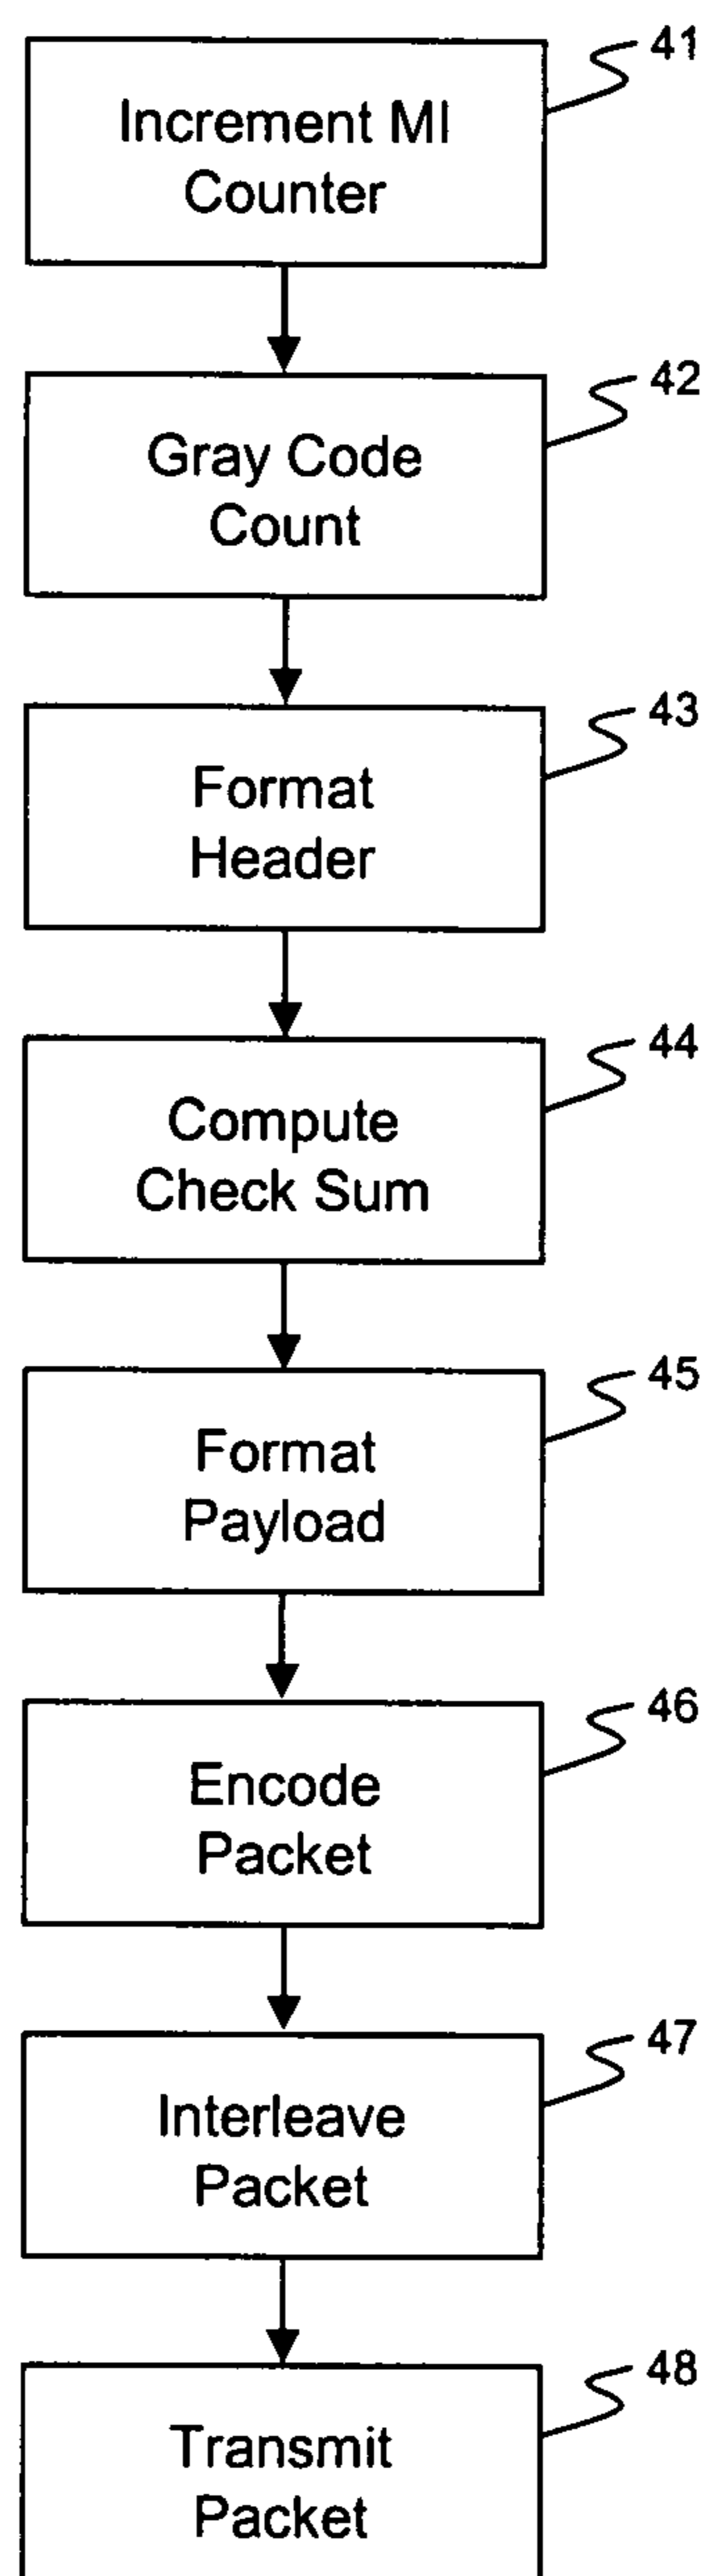 41
Increment MI
Counter
42
Gray Code
Count
43
Format
Header
44
Compute
Check Sum
45
Format
Payload
46
Encode
Packet
47
Interleave
Packet
48
Transmit
Packet